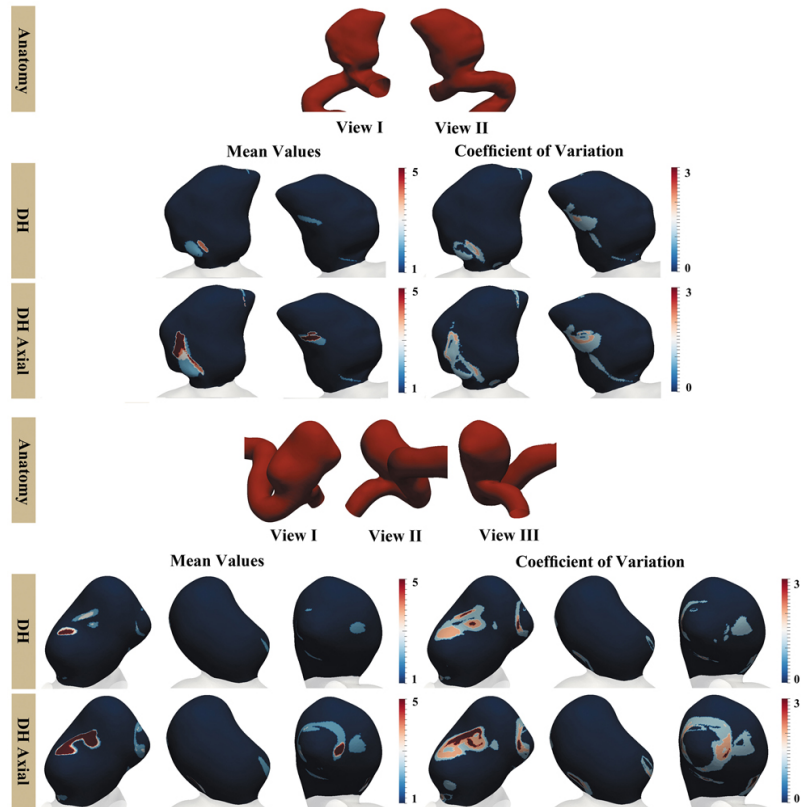 Anatomy
View I View II
Mean Values Coefficient of Variation
DH
5
1
3
0
DH Axial
5
1
3
0
Anatomy
View I View II View III
Mean Values Coefficient of Variation
DH
5
1
3
0
DH Axial
5
1
3
0